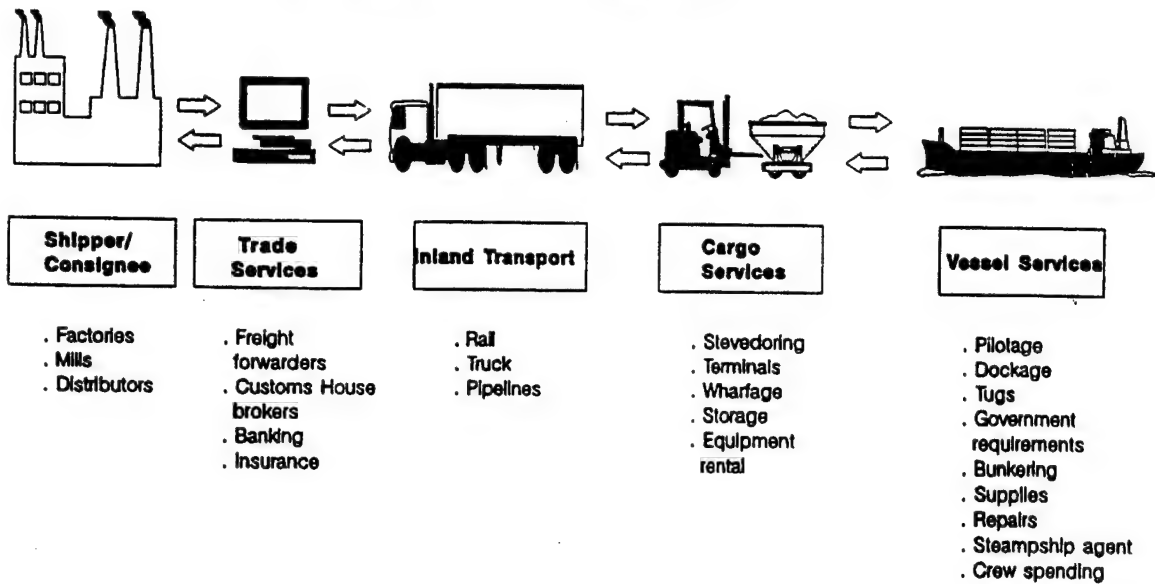 Shipper/
Consignee
Trade
Services
Inland Transport
Cargo
Services
Vessel Services
. Factories
. Mills
. Distributors
. Freight
forwarders
. Customs House
brokers
. Banking
. Insurance
. Rail
. Truck
. Pipelines
. Stevedoring
. Terminals
. Wharfage
. Storage
. Equipment
rental
. Pilotage
. Dockage
. Tugs
. Government
requirements
. Bunkering
. Supplies
. Repairs
. Steampship agent
. Crew spending